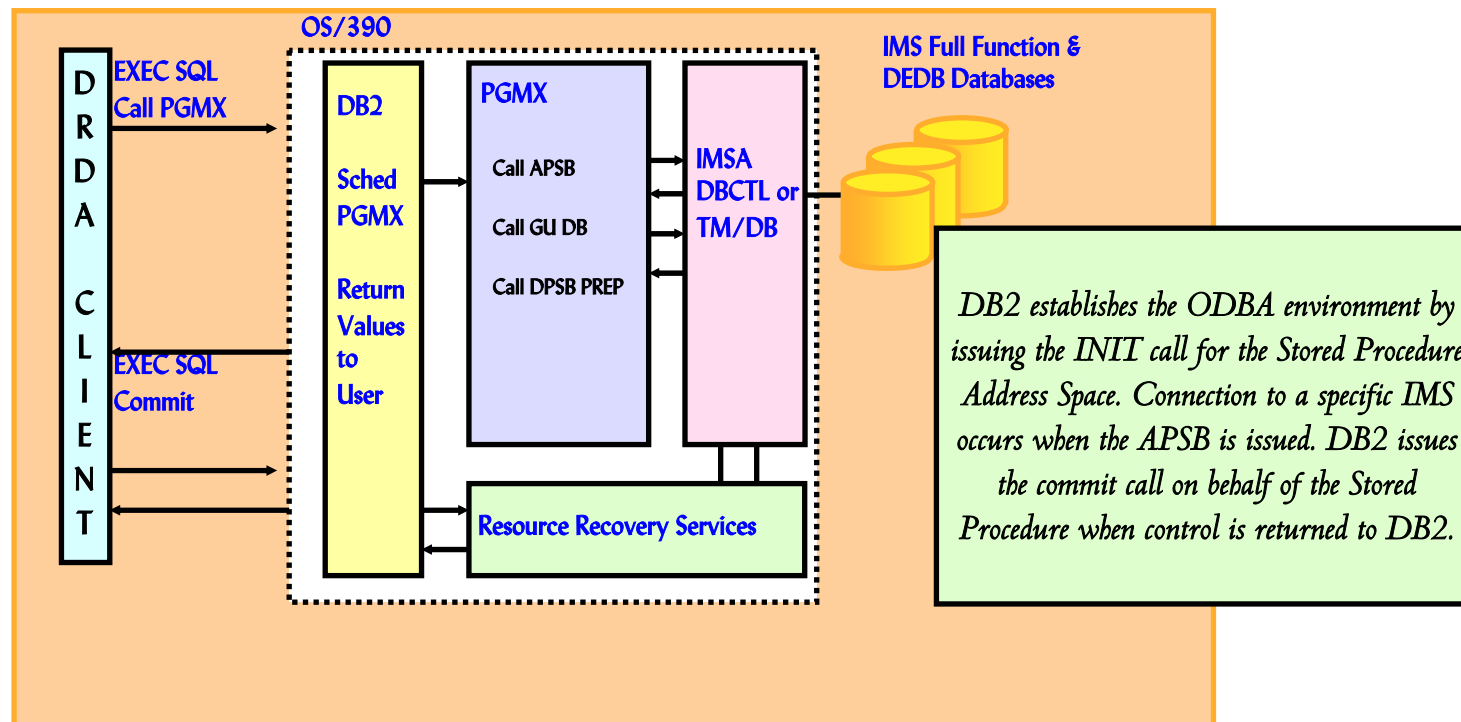 OS/390
DRDA CLIENT
EXEC SQL
Call PGMX
EXEC SQL
Commit
DB2
Sched
PGMX
Return
Values
to
User
PGMX
Call APSB
Call GU DB
Call DPSB PREP
IMSA
DBCTL or
TM/DB
Resource Recovery Services
IMS Full Function &
DEDB Databases
DB2 establishes the ODBA environment by
issuing the INIT call for the Stored Procedure
Address Space. Connection to a specific IMS
occurs when the APSB is issued. DB2 issues
the commit call on behalf of the Stored
Procedure when control is returned to DB2.